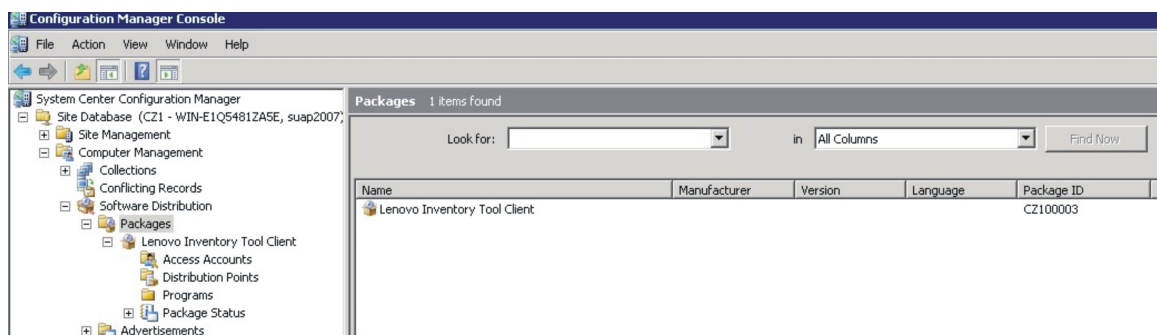 Configuration Manager Console
File Action View Window Help
System Center Configuration Manager
Site Database (CZ1 - WIN-E1Q5481ZA5E, suap2007)
Site Management
Computer Management
Collections
Conflicting Records
Software Distribution
Packages
Lenovo Inventory Tool Client
Access Accounts
Distribution Points
Programs
Package Status
Advertisements
Packages 1 items found
Look for: in All Columns Find Now
Name Manufacturer Version Language Package ID
Lenovo Inventory Tool Client CZ100003